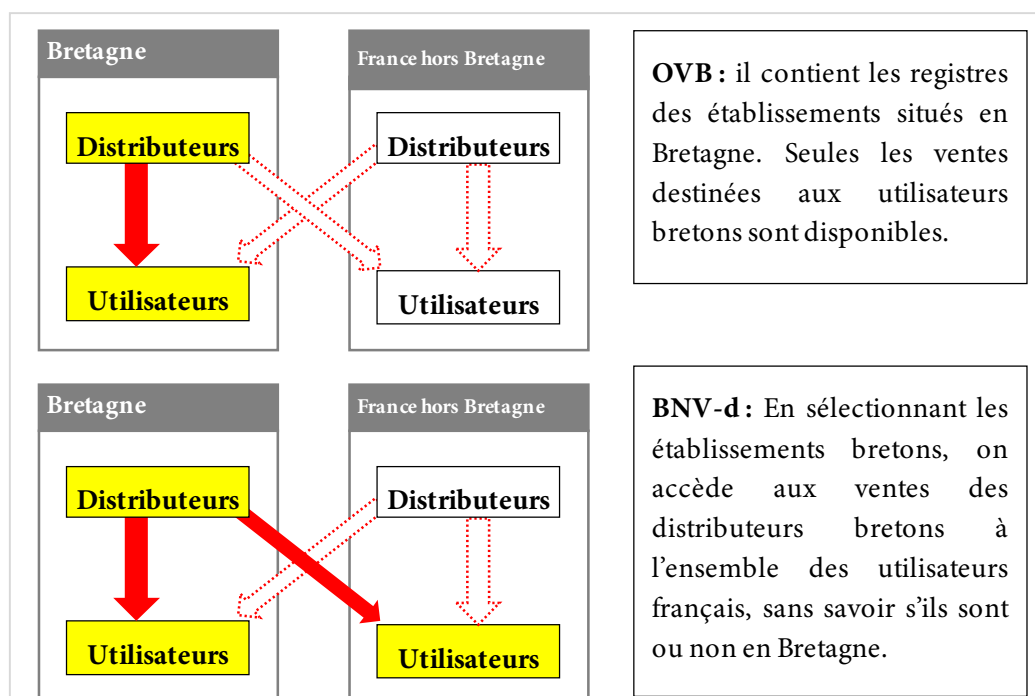 Bretagne
France hors Bretagne
Distributeurs
Distributeurs
Utilisateurs
Utilisateurs
OVB : il contient les registres
des établissements situés en
Bretagne. Seules les ventes
destinées aux utilisateurs
bretons sont disponibles.
Bretagne
France hors Bretagne
Distributeurs
Distributeurs
Utilisateurs
Utilisateurs
BNV-d : En sélectionnant les
établissements bretons, on
accède aux ventes des
distributeurs bretons à
l'ensemble des utilisateurs
français, sans savoir s'ils sont
ou non en Bretagne.